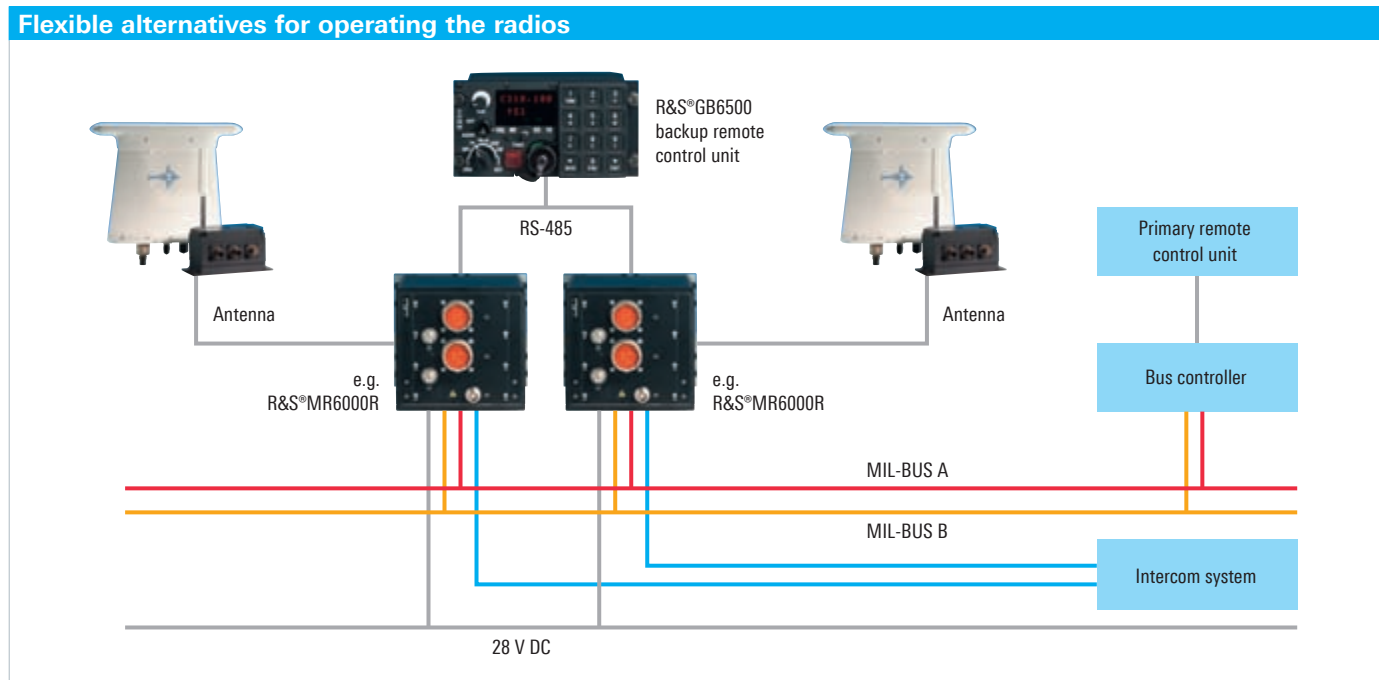 Flexible alternatives for operating the radios
R&S®GB6500
backup remote
control unit
RS-485
Antenna
Antenna
Primary remote
control unit
Bus controller
e.g.
R&S®MR6000R
e.g.
R&S®MR6000R
MIL-BUS A
MIL-BUS B
Intercom system
28 V DC